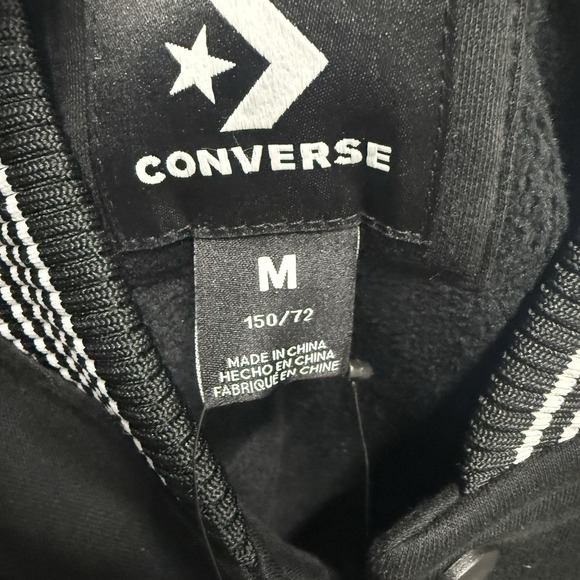 CONVERSE
M
150/72
MADE IN CHINA
HECHO EN CHINA
FABRIQUÉ EN CHINE